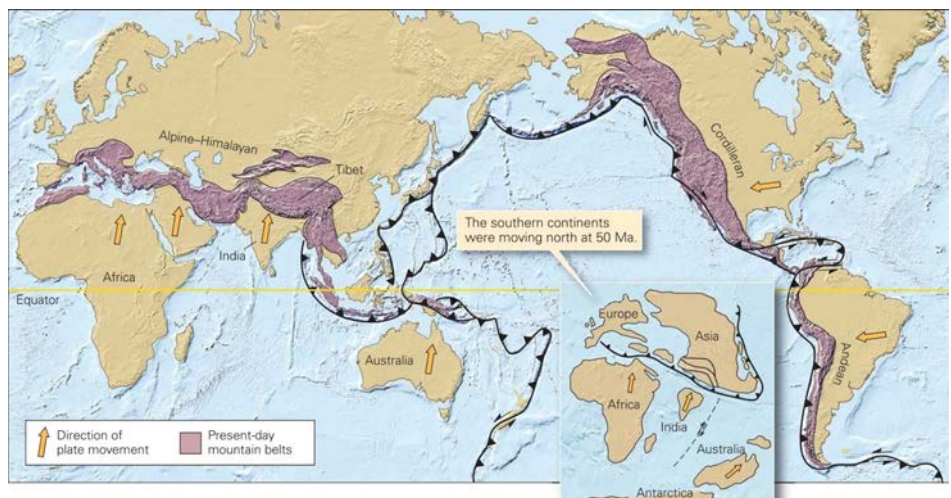 Alpine–Himalayan
Tibet
Cordilleran
The southern continents
were moving north at 50 Ma.
India
Africa
Equator
Europe
Asia
Australia
Andean
Africa
India
Australia
Antarctica
Direction of
plate movement
Present-day
mountain belts